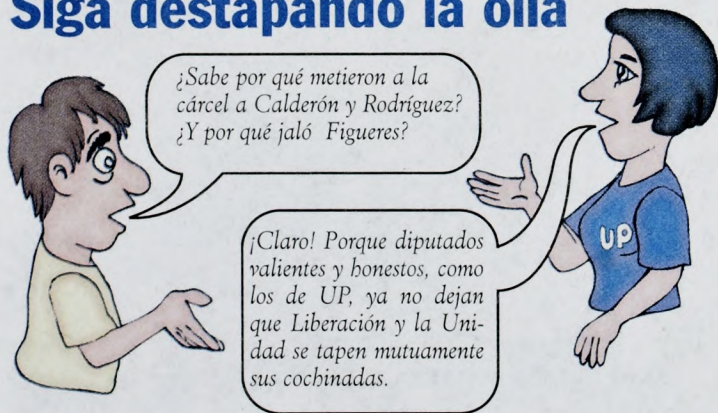 Siga destapando la olla
¿Sabe por qué metieron a la
cárcel a Calderón y Rodríguez?
¿Y por qué jaló Figueres?
¡Claro! Porque diputados
valientes y honestos, como
los de UP, ya no dejan
que Liberación y la Uni-
dad se tapen mutuamente
sus cochinadas.
UP